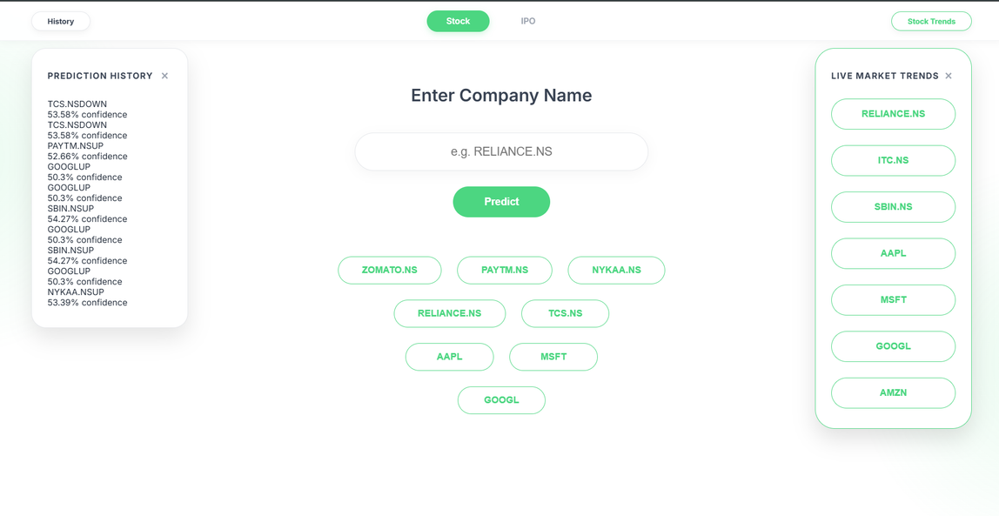 History
Stock
IPO
Stock Trends
PREDICTION HISTORY ×
TCS.NSDOWN
53.58% confidence
TCS.NSDOWN
53.58% confidence
PAYTM.NSUP
52.66% confidence
GOOGLUP
50.3% confidence
GOOGLUP
50.3% confidence
SBIN.NSUP
54.27% confidence
GOOGLUP
50.3% confidence
SBIN.NSUP
54.27% confidence
GOOGLUP
50.3% confidence
NYKAA.NSUP
53.39% confidence
Enter Company Name
e.g. RELIANCE.NS
Predict
ZOMATO.NS
PAYTM.NS
NYKAA.NS
RELIANCE.NS
TCS.NS
AAPL
MSFT
GOOGL
LIVE MARKET TRENDS ×
RELIANCE.NS
ITC.NS
SBIN.NS
AAPL
MSFT
GOOGL
AMZN